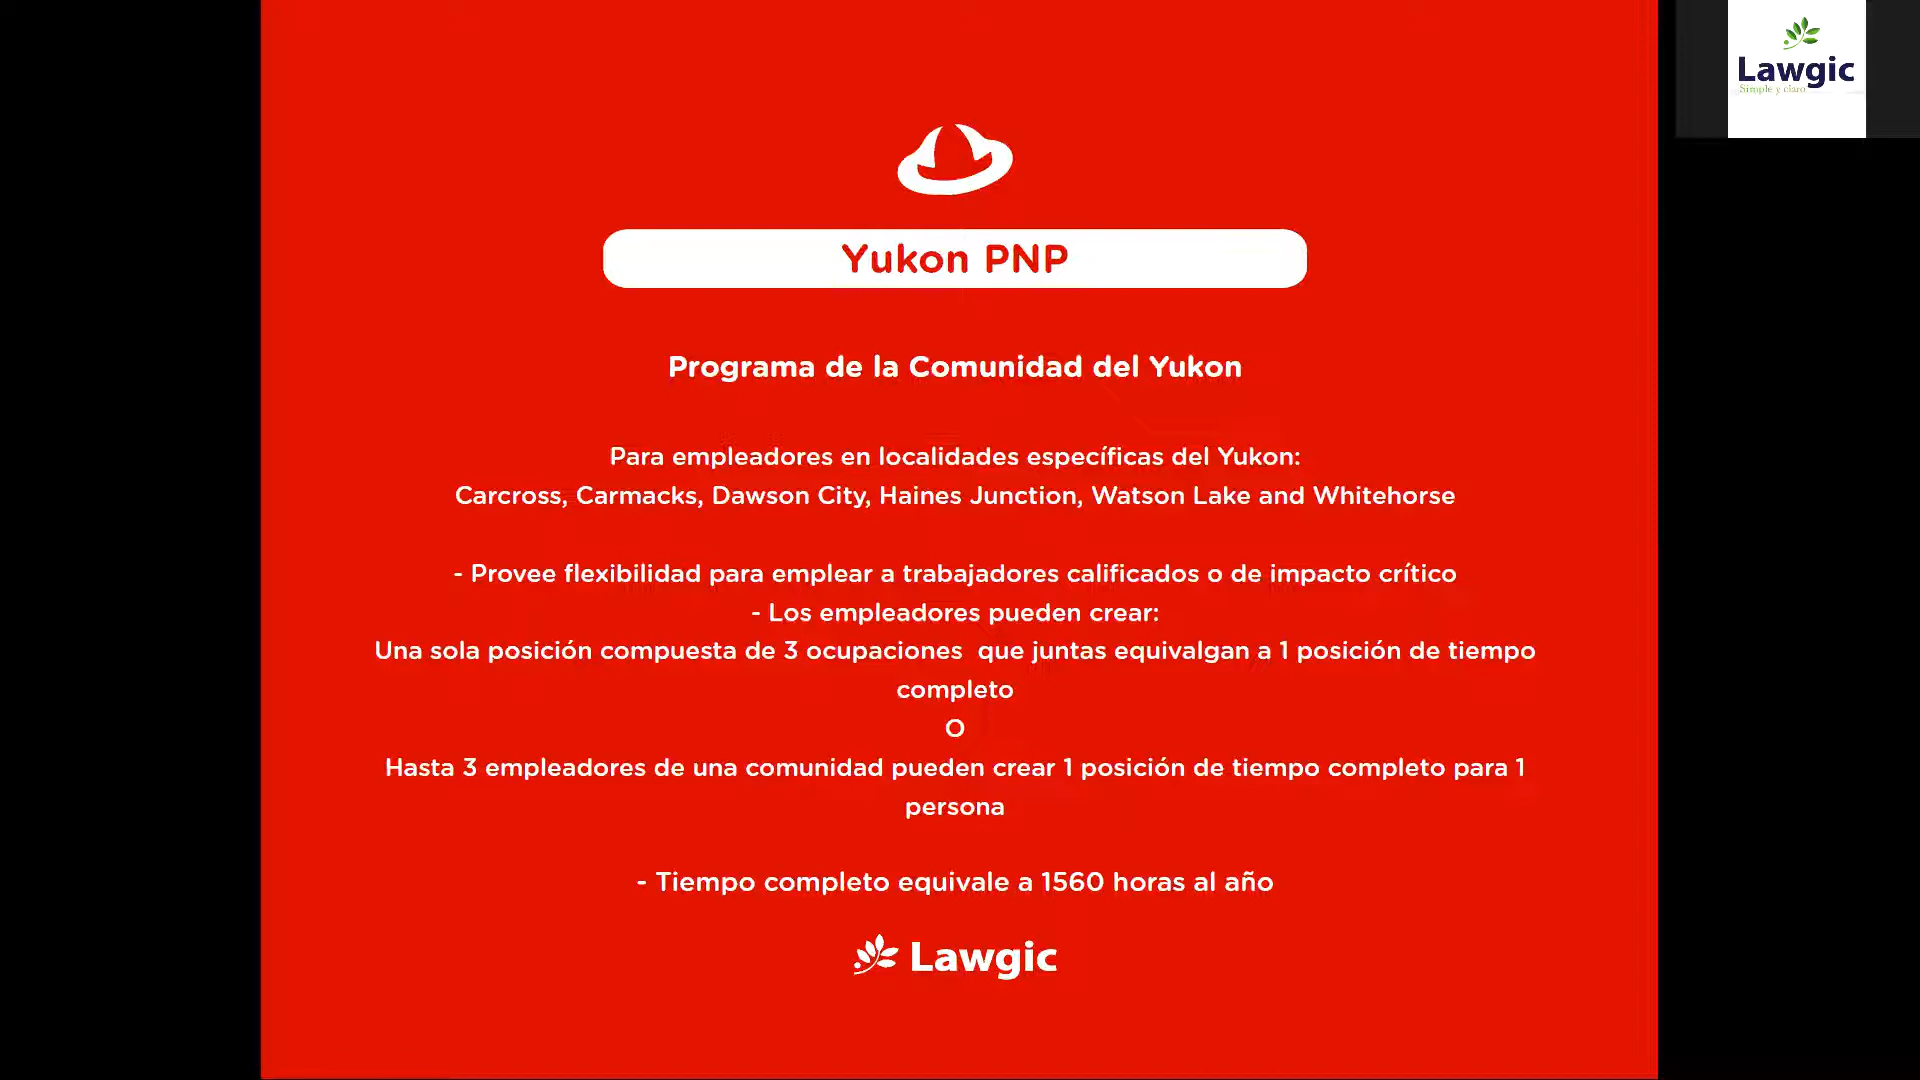 Lawgic
Simple y claro
Yukon PNP
Programa de la Comunidad del Yukon
Para empleadores en localidades específicas del Yukon:
Carcross, Carmacks, Dawson City, Haines Junction, Watson Lake and Whitehorse
- Provee flexibilidad para emplear a trabajadores calificados o de impacto crítico
- Los empleadores pueden crear:
Una sola posición compuesta de 3 ocupaciones que juntas equivalgan a 1 posición de tiempo
completo
O
Hasta 3 empleadores de una comunidad pueden crear 1 posición de tiempo completo para 1
persona
- Tiempo completo equivale a 1560 horas al año
Lawgic